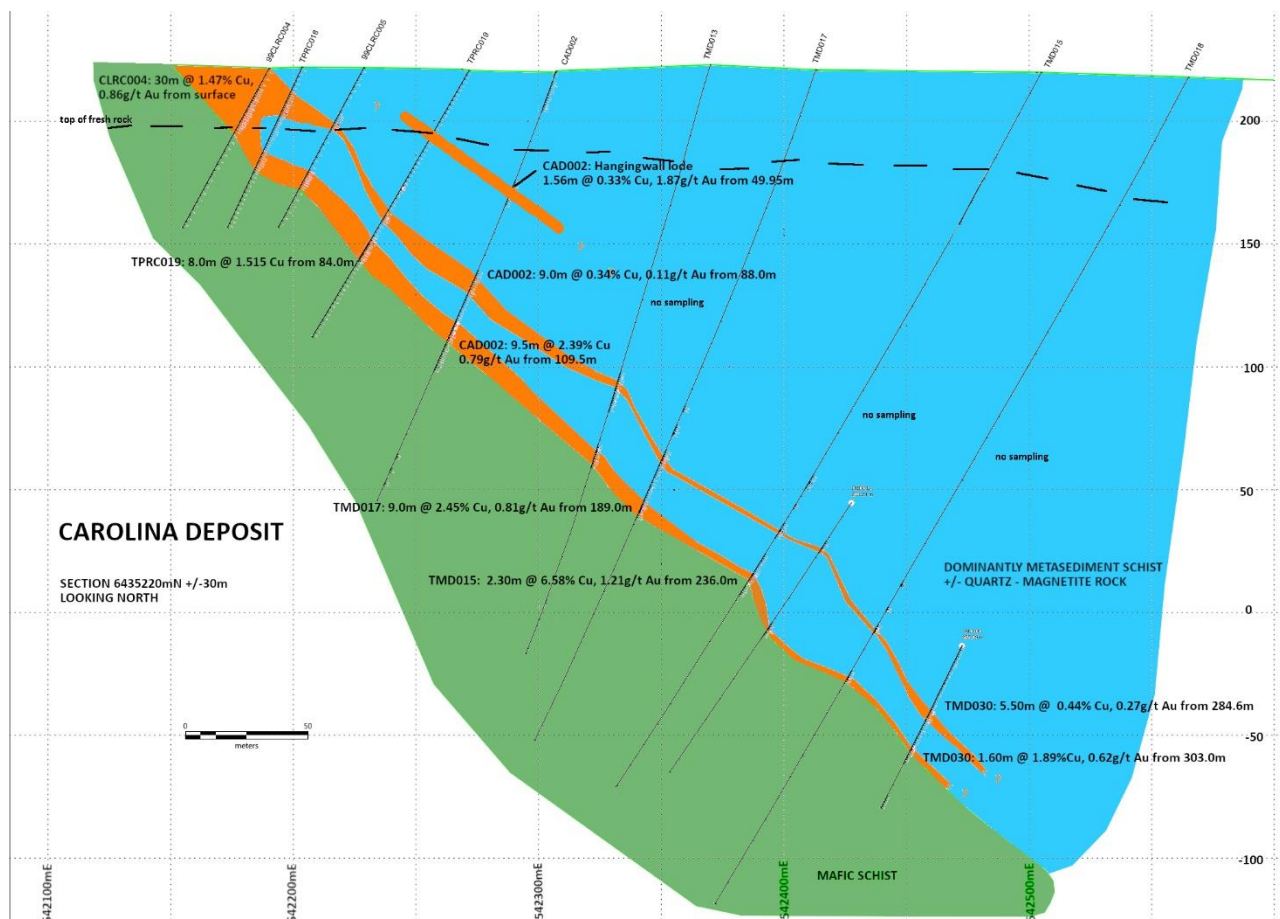 99CLRC004
TPRC018
99CLRC005
TPRC019
CAD002
TMD013
TMD017
TMD015
TMD018
CLRC004: 30m @ 1.47% Cu,
0.86g/t Au from surface
top of fresh rock
200
?
CAD002: Hangingwall lode
1.56m @ 0.33% Cu, 1.87g/t Au from 49.95m
?
150
TPRC019: 8.0m @ 1.515 Cu from 84.0m
CAD002: 9.0m @ 0.34% Cu, 0.11g/t Au from 88.0m
no sampling
CAD002: 9.5m @ 2.39% Cu
0.79g/t Au from 109.5m
100
no sampling
no sampling
50
TMD017: 9.0m @ 2.45% Cu, 0.81g/t Au from 189.0m
CAROLINA DEPOSIT
SECTION 6435220mN +/-30m
LOOKING NORTH
TMD015: 2.30m @ 6.58% Cu, 1.21g/t Au from 236.0m
DOMINANTLY METASEDIMENT SCHIST
+/- QUARTZ - MAGNETITE ROCK
0
0 50
meters
TMD030: 5.50m @ 0.44% Cu, 0.27g/t Au from 284.6m
-50
TMD030: 1.60m @ 1.89%Cu, 0.62g/t Au from 303.0m
?
?
-100
MAFIC SCHIST
542100mE
542200mE
542300mE
542400mE
542500mE